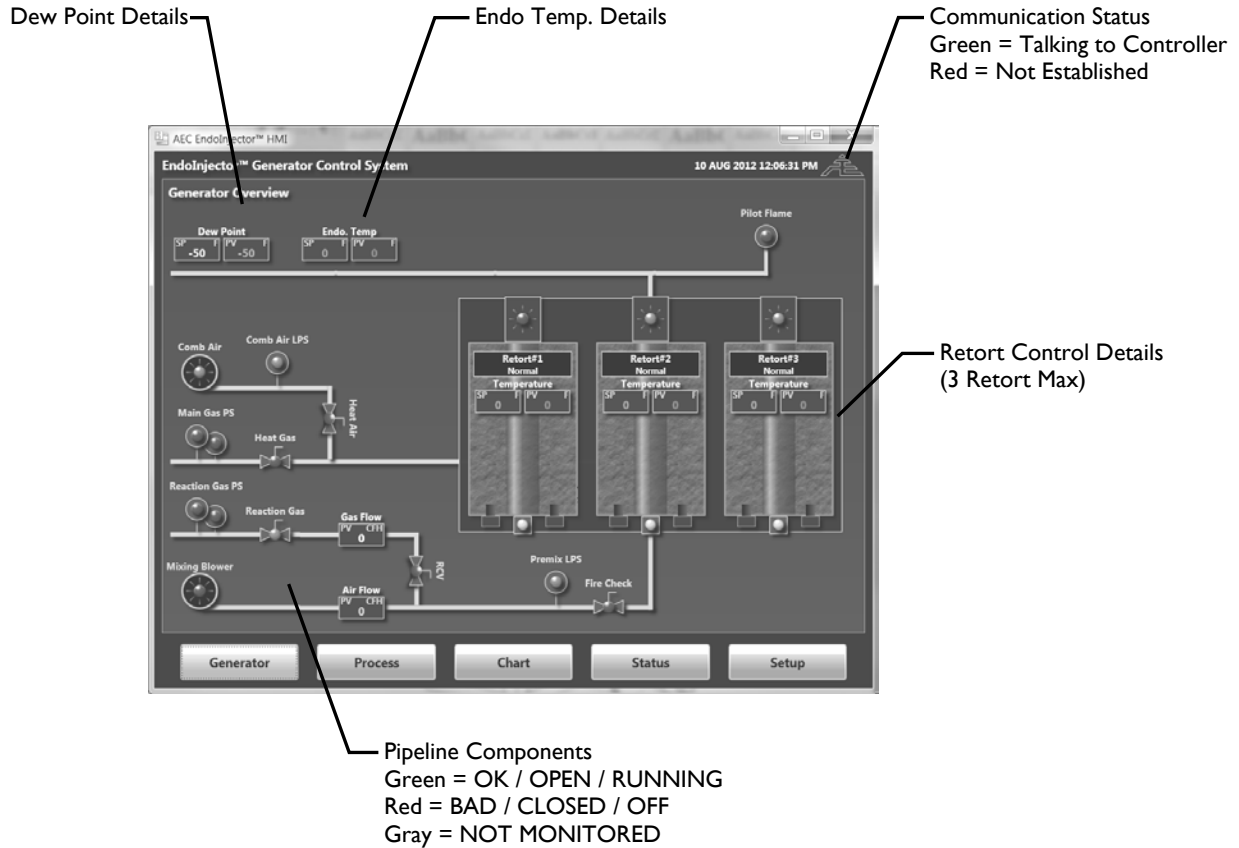 Dew Point Details
Endo Temp. Details
Communication Status
Green = Talking to Controller
Red = Not Established
AEC EndoInjector™ HMI
EndoInjector™ Generator Control System
10 AUG 2012 12:06:31 PM
Generator Overview
Pilot Flame
Dew Point
Endo. Temp
SP F PV F
-50 -50
SP F PV F
0 0
Comb Air
Comb Air LPS
Heat Air
Main Gas PS
Heat Gas
Retort#1
Normal
Temperature
SP F PV F
0 0
Retort#2
Normal
Temperature
SP F PV F
0 0
Retort#3
Normal
Temperature
SP F PV F
0 0
Retort Control Details
(3 Retort Max)
Reaction Gas PS
Reaction Gas
Gas Flow
PV CFH
0
RCV
Mixing Blower
Air Flow
PV CFH
0
Premix LPS
Fire Check
Generator
Process
Chart
Status
Setup
Pipeline Components
Green = OK / OPEN / RUNNING
Red = BAD / CLOSED / OFF
Gray = NOT MONITORED